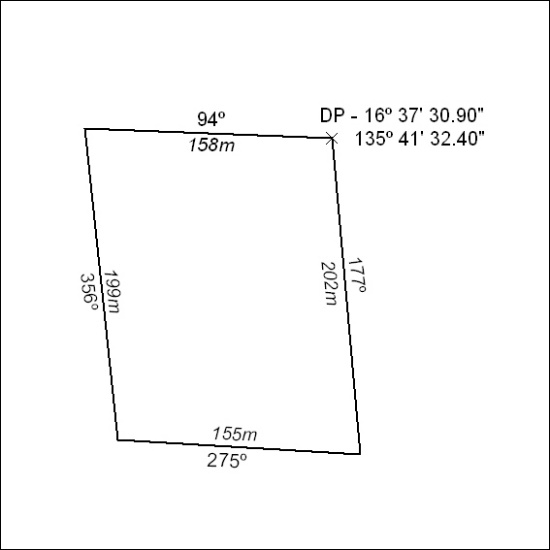 94º
158m
DP - 16º 37' 30.90"
135º 41' 32.40"
177º
202m
199m
356º
155m
275º